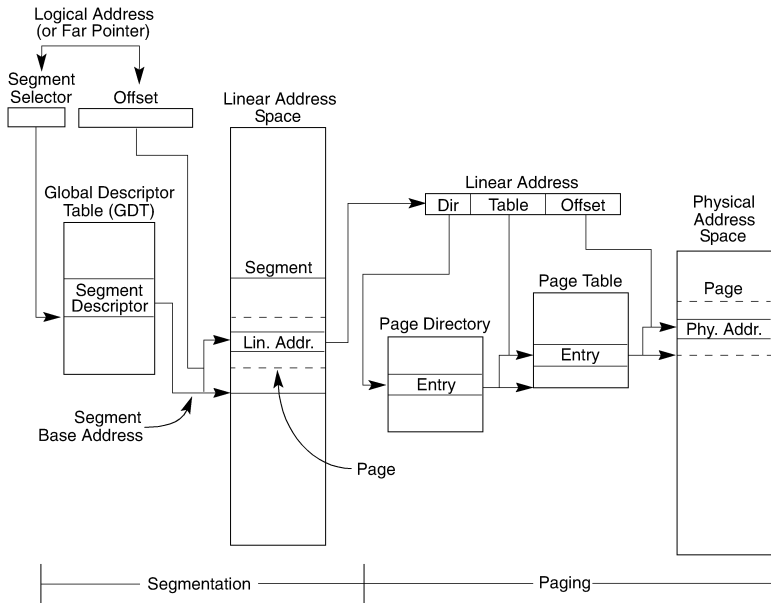 Logical Address
(or Far Pointer)
Segment
Selector
Offset
Linear Address
Space
Global Descriptor
Table (GDT)
Segment
Descriptor
Segment
Lin. Addr.
Segment
Base Address
Page
Linear Address
Dir
Table
Offset
Physical
Address
Space
Page Table
Page
Page Directory
Phy. Addr.
Entry
Entry
Segmentation
Paging